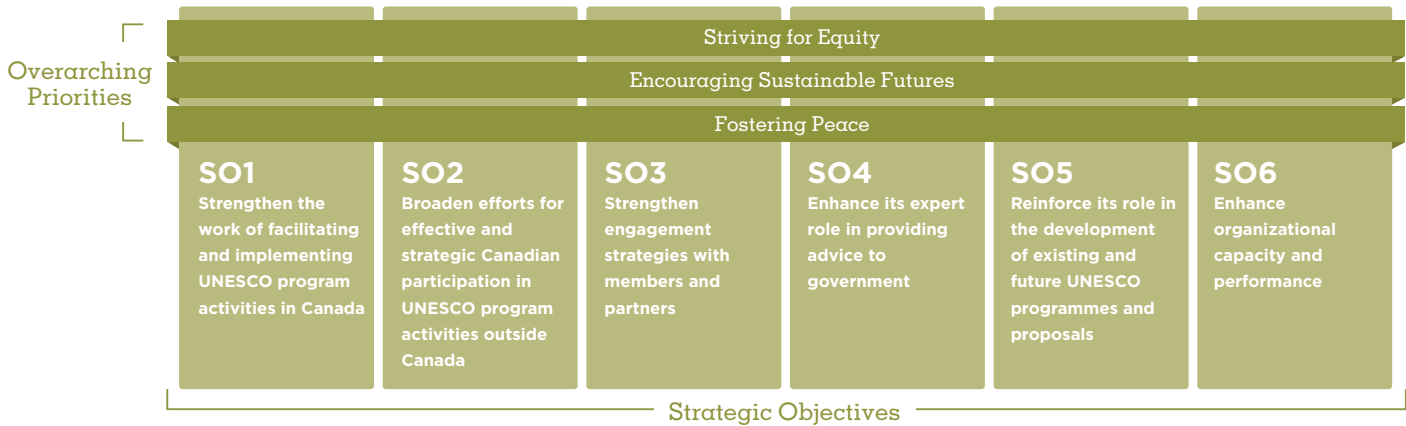 Overarching
Priorities
Striving for Equity
Encouraging Sustainable Futures
Fostering Peace
SO1
Strengthen the
work of facilitating
and implementing
UNESCO program
activities in Canada
SO2
Broaden efforts for
effective and
strategic Canadian
participation in
UNESCO program
activities outside
Canada
SO3
Strengthen
engagement
strategies with
members and
partners
SO4
Enhance its expert
role in providing
advice to
government
SO5
Reinforce its role in
the development
of existing and
future UNESCO
programmes and
proposals
SO6
Enhance
organizational
capacity and
performance
Strategic Objectives